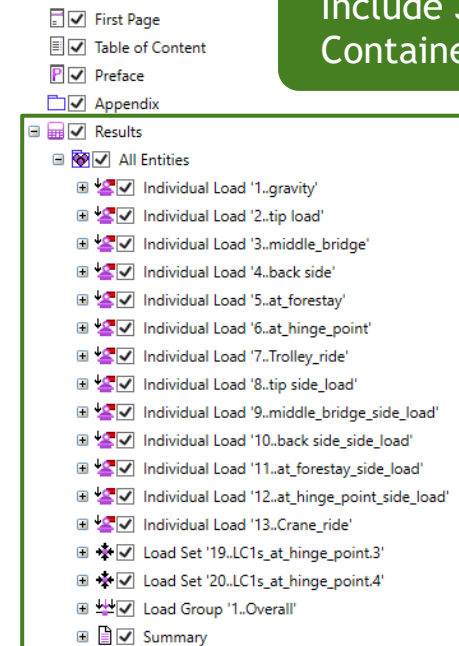 Include
Containe
First Page
Table of Content
Preface
Appendix
Results
All Entities
Individual Load '1..gravity'
Individual Load '2..tip load'
Individual Load '3..middle_bridge'
Individual Load '4..back side'
Individual Load '5..at_forestay'
Individual Load '6..at_hinge_point'
Individual Load '7..Trolley_ride'
Individual Load '8..tip side_load'
Individual Load '9..middle_bridge_side_load'
Individual Load '10..back side_side_load'
Individual Load '11..at_forestay_side_load'
Individual Load '12..at_hinge_point_side_load'
Individual Load '13..Crane_ride'
Load Set '19..LC1s_at_hinge_point.3'
Load Set '20..LC1s_at_hinge_point.4'
Load Group '1..Overall'
Summary